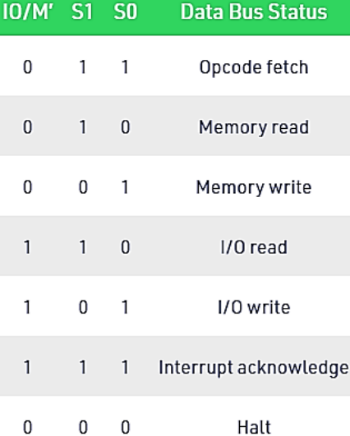 IO/M' S1 S0 Data Bus Status
0 1 1 Opcode fetch
0 1 0 Memory read
0 0 1 Memory write
1 1 0 I/O read
1 0 1 I/O write
1 1 1 Interrupt acknowledge
0 0 0 Halt